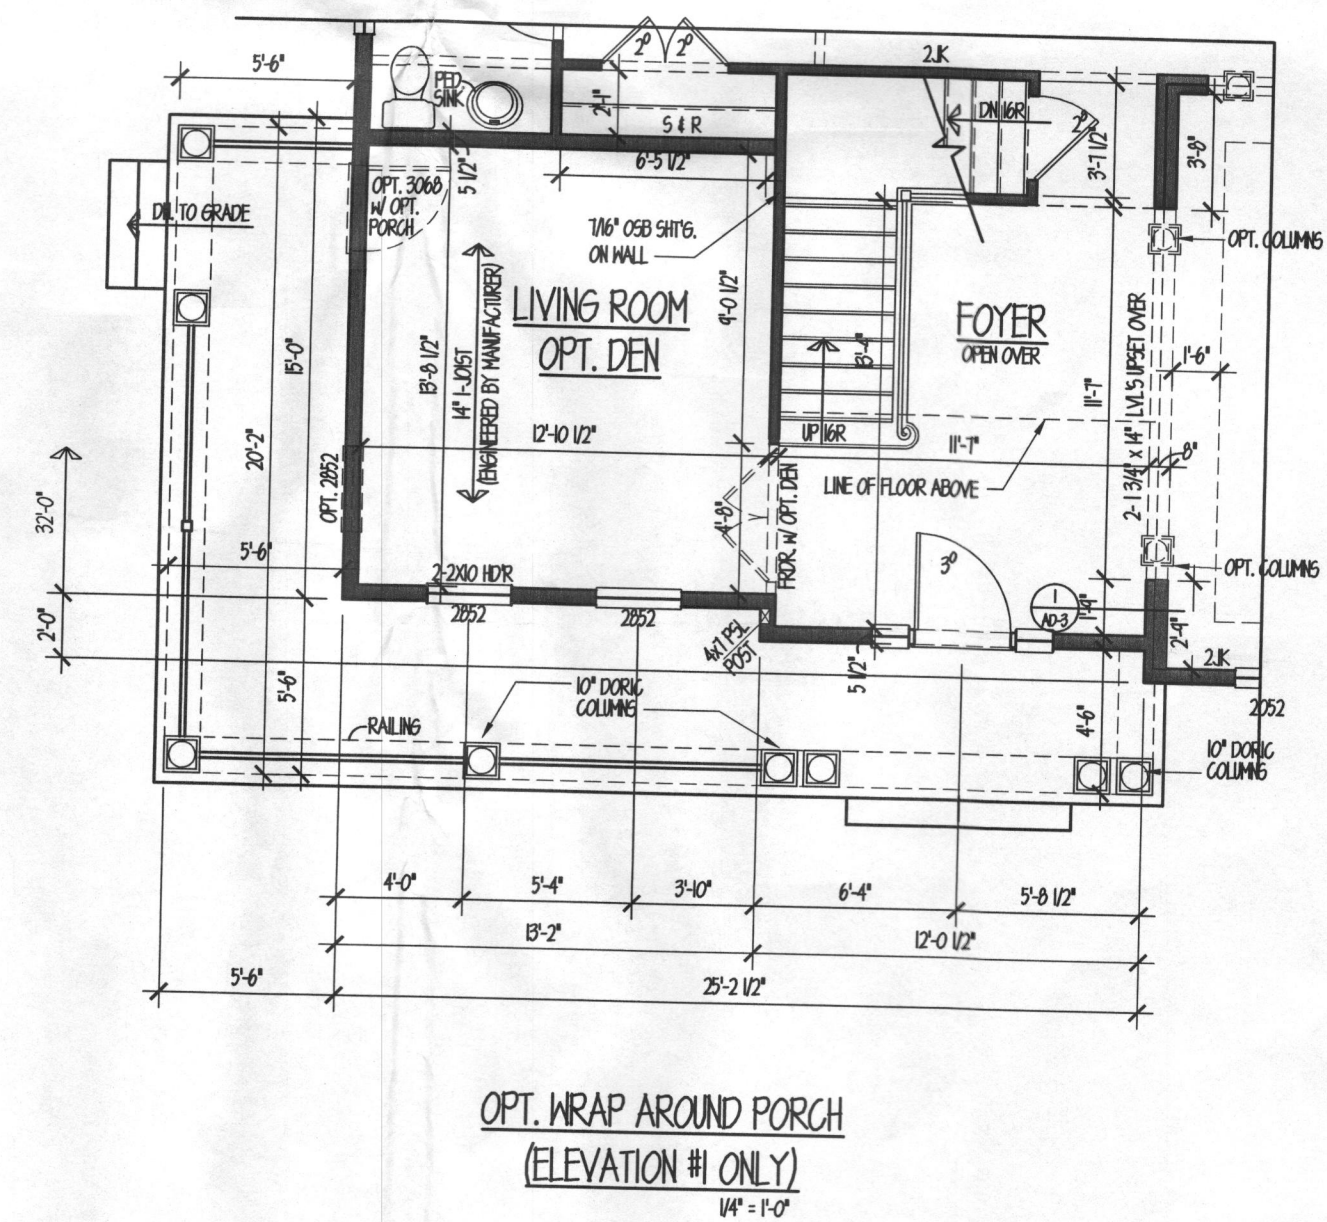 5'-6"
2⁰
2⁰
2JK
PED.
SINK
2'-1"
S & R
DN 16R
2⁰
3'-7 1/2"
3'-8"
5 1/2"
6'-5 1/2"
OPT. 3068
W/ OPT.
PORCH
DN. TO GRADE
7/16" OSB SHT'G.
ON WALL
OPT. COLUMNS
LIVING ROOM
OPT. DEN
FOYER
OPEN OVER
9'-0 1/2"
13'-4"
15'-0"
13'-8 1/2"
14" I-JOIST
(ENGINEERED BY MANUFACTURER)
2- 1 3/4" x 14" LVL'S UPSET OVER
1'-6"
11'-7"
20'-2"
12'-10 1/2"
UP 16R
11'-7"
8"
OPT. 2852
4'-8"
FRDR. W/ OPT. DEN
LINE OF FLOOR ABOVE
32'-0"
5'-6"
3⁰
OPT. COLUMNS
2-2X10 HD'R
2852
2852
1
AD-3
1'-9"
2'-0"
4x7 PSL
POST
5 1/2"
2'-9"
2JK
2052
5'-6"
10" DORIC
COLUMNS
RAILING
4'-6"
10" DORIC
COLUMNS
4'-0"
5'-4"
3'-10"
6'-4"
5'-8 1/2"
13'-2"
12'-0 1/2"
5'-6"
25'-2 1/2"
OPT. WRAP AROUND PORCH
(ELEVATION #1 ONLY)
1/4" = 1'-0"